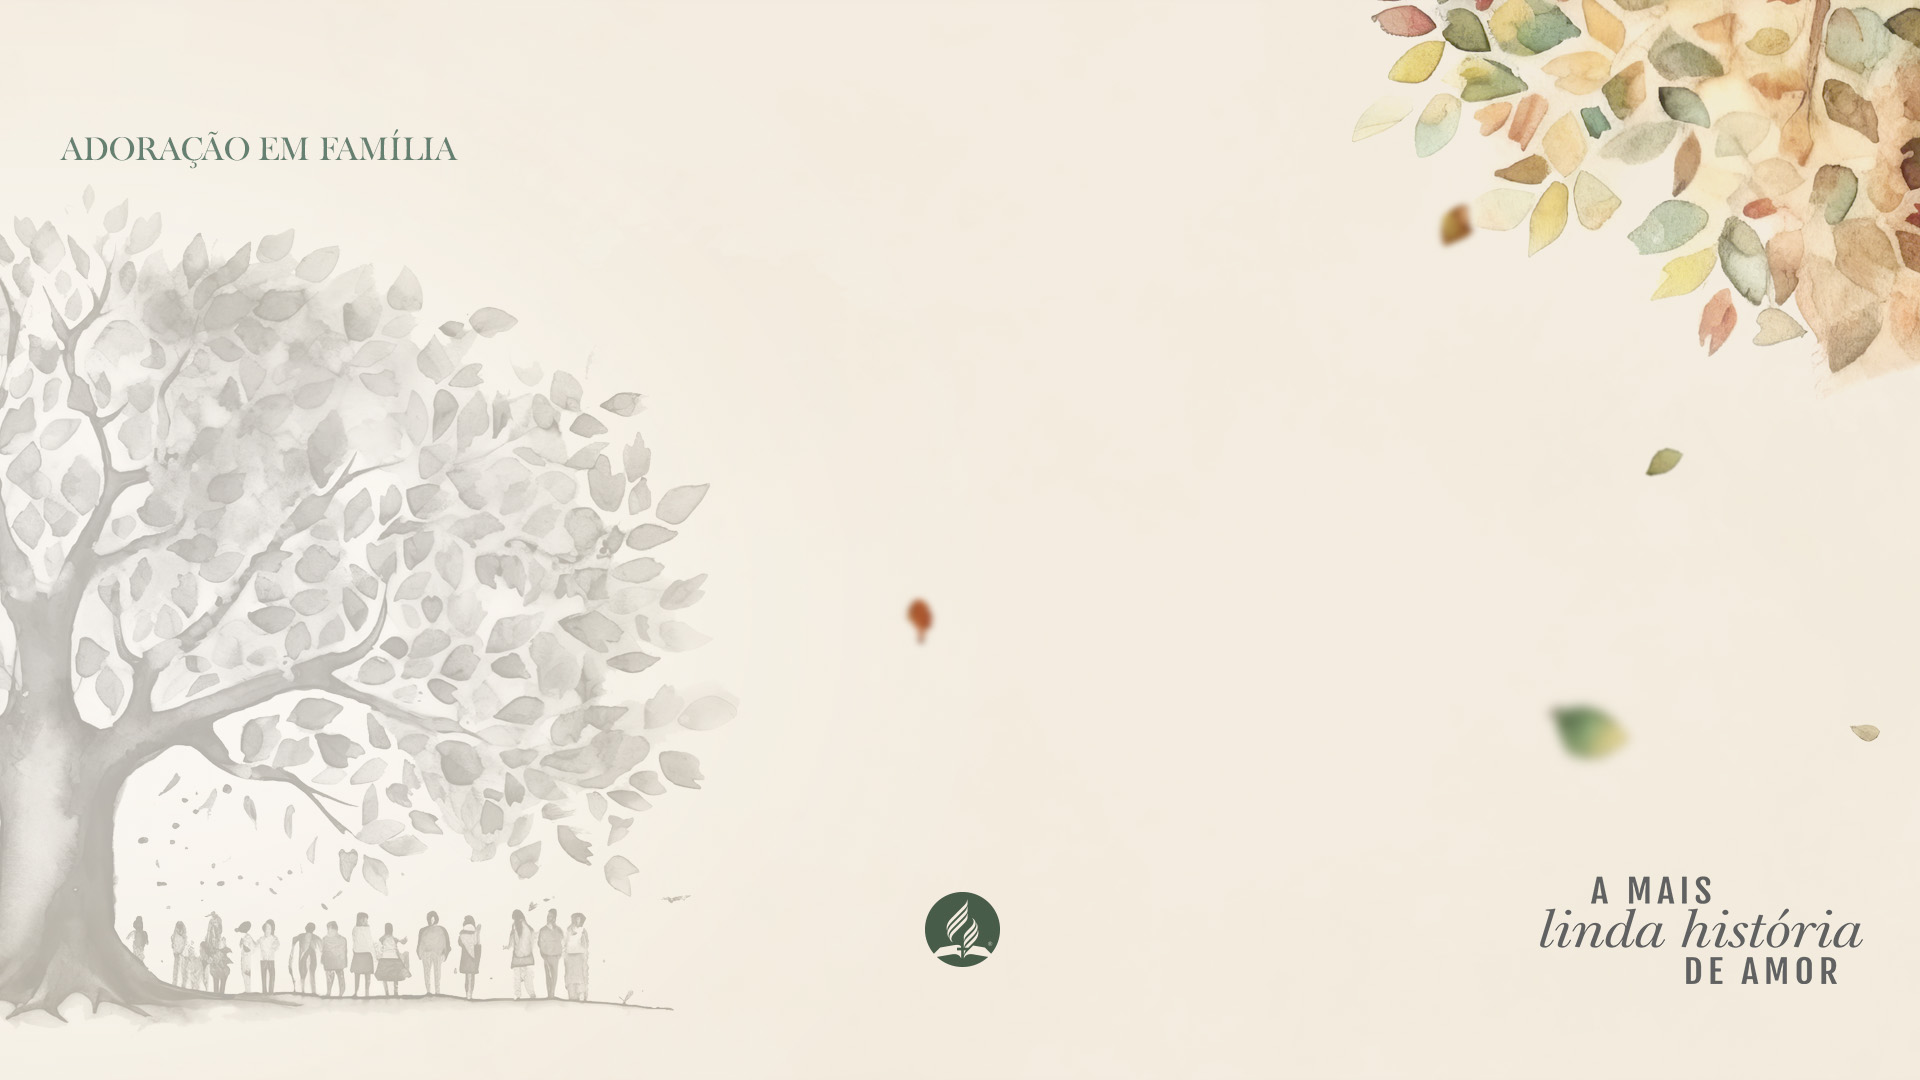 ADORAÇÃO EM FAMÍLIA
A MAIS
linda história
DE AMOR